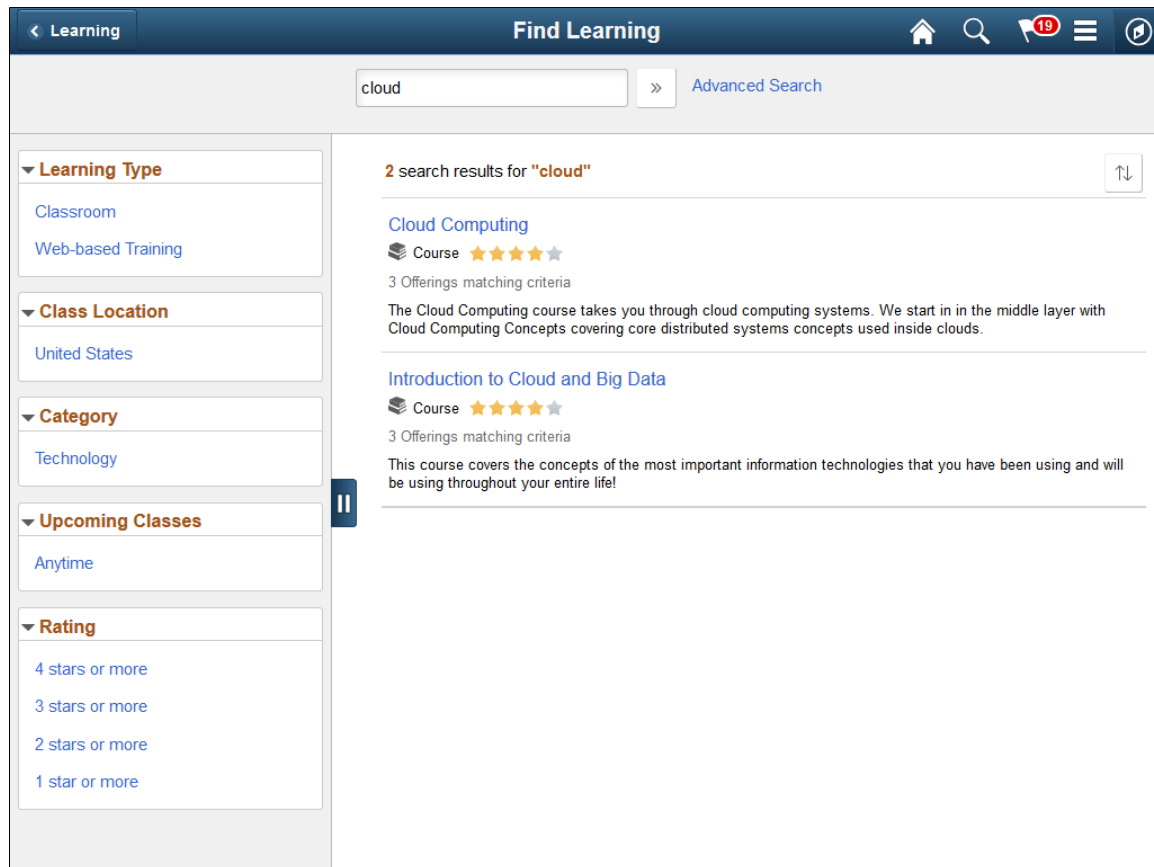 Learning
Find Learning
19
cloud
»
Advanced Search
Learning Type
Classroom
Web-based Training
Class Location
United States
Category
Technology
Upcoming Classes
Anytime
Rating
4 stars or more
3 stars or more
2 stars or more
1 star or more
2 search results for "cloud"
Cloud Computing
Course
3 Offerings matching criteria
The Cloud Computing course takes you through cloud computing systems. We start in in the middle layer with
Cloud Computing Concepts covering core distributed systems concepts used inside clouds.
Introduction to Cloud and Big Data
Course
3 Offerings matching criteria
This course covers the concepts of the most important information technologies that you have been using and will
be using throughout your entire life!